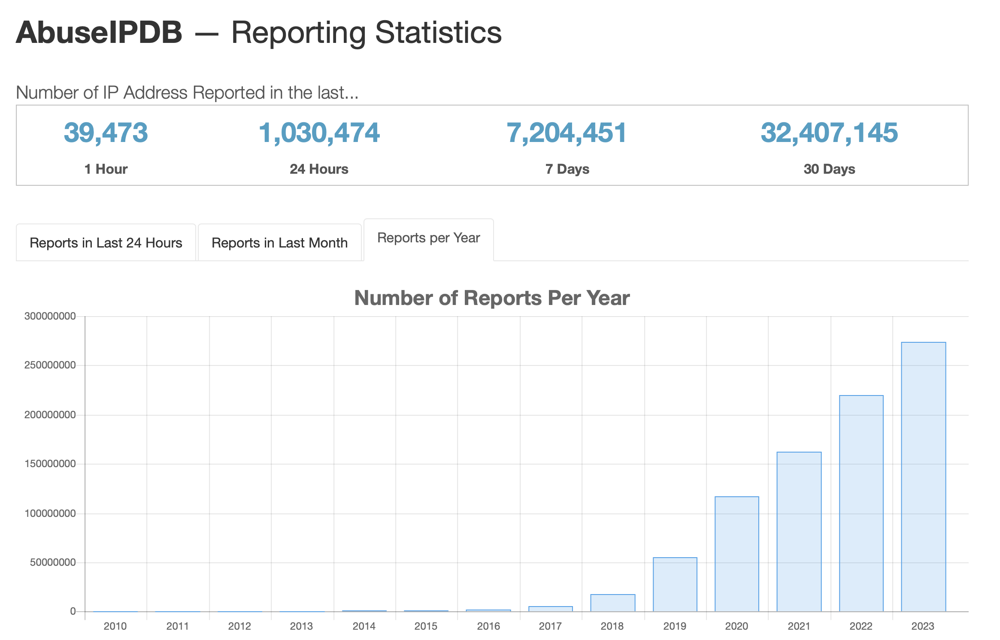 AbuseIPDB — Reporting Statistics
Number of IP Address Reported in the last...
39,473 1,030,474 7,204,451 32,407,145
1 Hour 24 Hours 7 Days 30 Days
Reports in Last 24 Hours Reports in Last Month Reports per Year
Number of Reports Per Year
300000000
250000000
200000000
150000000
100000000
50000000
0
2010 2011 2012 2013 2014 2015 2016 2017 2018 2019 2020 2021 2022 2023